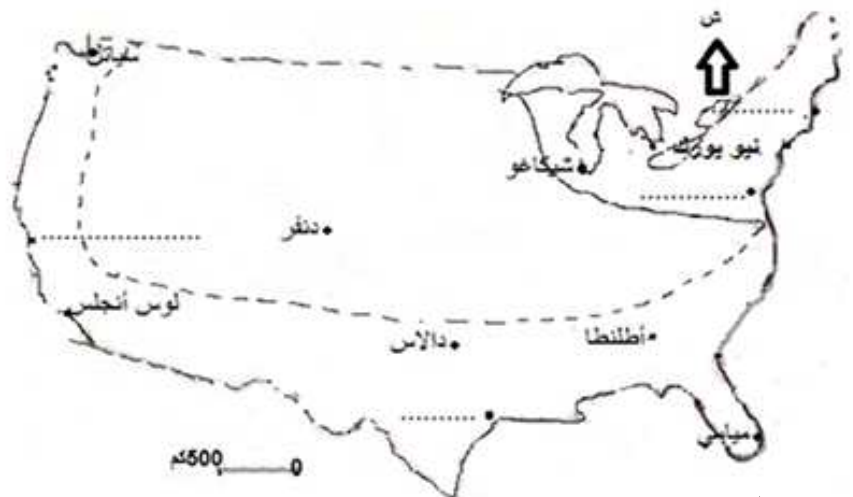 ش
سياتل
نيو يورك
شيكاغو
دنفر
لوس أنجلس
دالاس
أطلنطا
ميامي
500كم 0